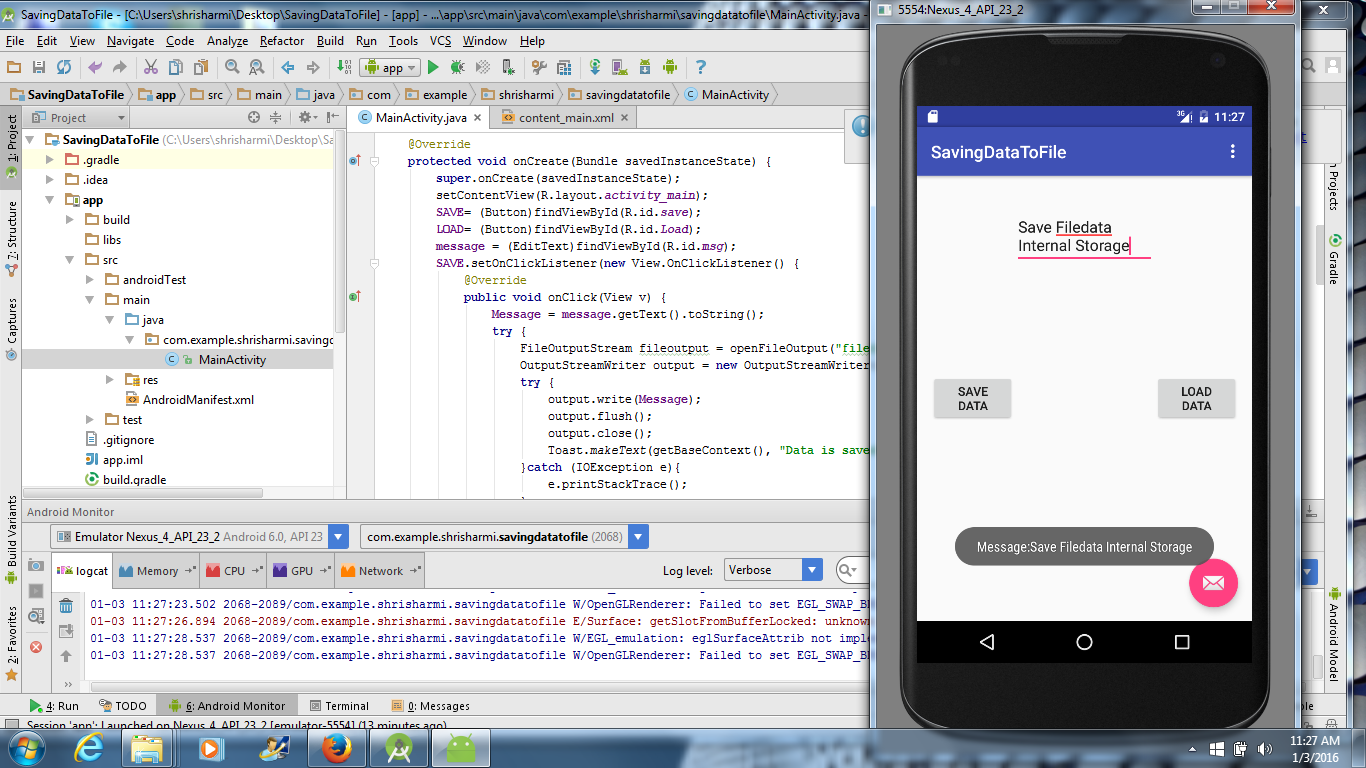 SavingDataToFile - [C:\Users\shrisharmi\Desktop\SavingDataToFile] - [app] - ...\app\src\main\java\com\example\shrisharmi\savingdatatofile\MainActivity.java -
File Edit View Navigate Code Analyze Refactor Build Run Tools VCS Window Help
app
SavingDataToFile app src main java com example shrisharmi savingdatatofile MainActivity
Project
MainActivity.java
content_main.xml
1: Project
7: Structure
Captures
Build Variants
2: Favorites
SavingDataToFile (C:\Users\shrisharmi\Desktop\Sa
.gradle
.idea
app
build
libs
src
androidTest
main
java
com.example.shrisharmi.savingd
MainActivity
res
AndroidManifest.xml
test
.gitignore
app.iml
build.gradle
@Override
protected void onCreate(Bundle savedInstanceState) {
super.onCreate(savedInstanceState);
setContentView(R.layout.activity_main);
SAVE= (Button)findViewById(R.id.save);
LOAD= (Button)findViewById(R.id.Load);
message = (EditText)findViewById(R.id.msg);
SAVE.setOnClickListener(new View.OnClickListener() {
@Override
public void onClick(View v) {
Message = message.getText().toString();
try {
FileOutputStream fileoutput = openFileOutput("file
OutputStreamWriter output = new OutputStreamWriter
try {
output.write(Message);
output.flush();
output.close();
Toast.makeText(getBaseContext(), "Data is save
}catch (IOException e){
e.printStackTrace();
Android Monitor
Emulator Nexus_4_API_23_2 Android 6.0, API 23
com.example.shrisharmi.savingdatatofile (2068)
logcat Memory CPU GPU Network
Log level: Verbose
01-03 11:27:23.502 2068-2089/com.example.shrisharmi.savingdatatofile W/OpenGLRenderer: Failed to set EGL_SWAP_BE
01-03 11:27:26.894 2068-2089/com.example.shrisharmi.savingdatatofile E/Surface: getSlotFromBufferLocked: unknown
01-03 11:27:28.537 2068-2089/com.example.shrisharmi.savingdatatofile W/EGL_emulation: eglSurfaceAttrib not imple
01-03 11:27:28.537 2068-2089/com.example.shrisharmi.savingdatatofile W/OpenGLRenderer: Failed to set EGL_SWAP_BE
4: Run TODO 6: Android Monitor Terminal 0: Messages
Session 'app': Launched on Nexus_4_API_23_2 [emulator-5554] (13 minutes ago)
5554:Nexus_4_API_23_2
3G 11:27
SavingDataToFile
Save Filedata
Internal Storage
SAVE
DATA
LOAD
DATA
Message:Save Filedata Internal Storage
Projects
Gradle
Android Model
11:27 AM
1/3/2016